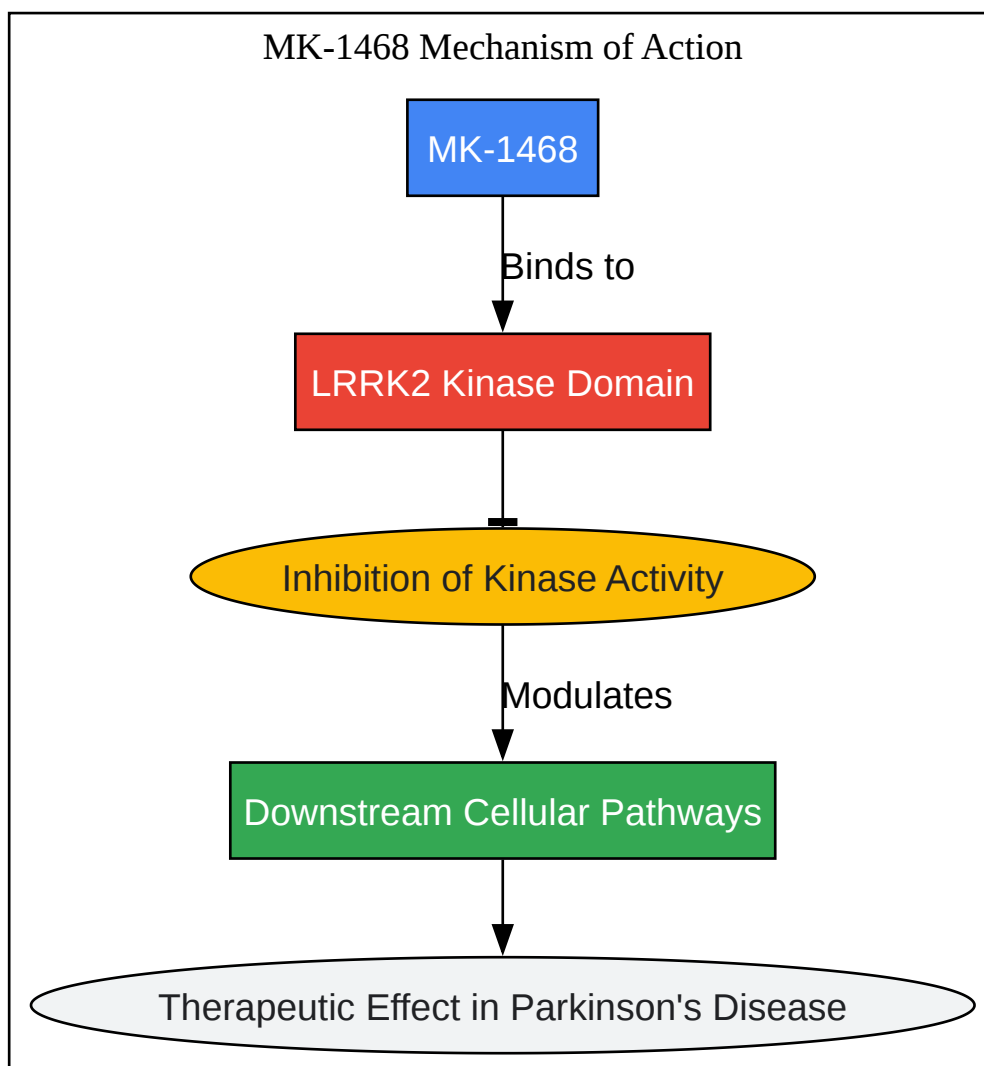 MK-1468 Mechanism of Action
MK-1468
Binds to
LRRK2 Kinase Domain
Inhibition of Kinase Activity
Modulates
Downstream Cellular Pathways
Therapeutic Effect in Parkinson's Disease